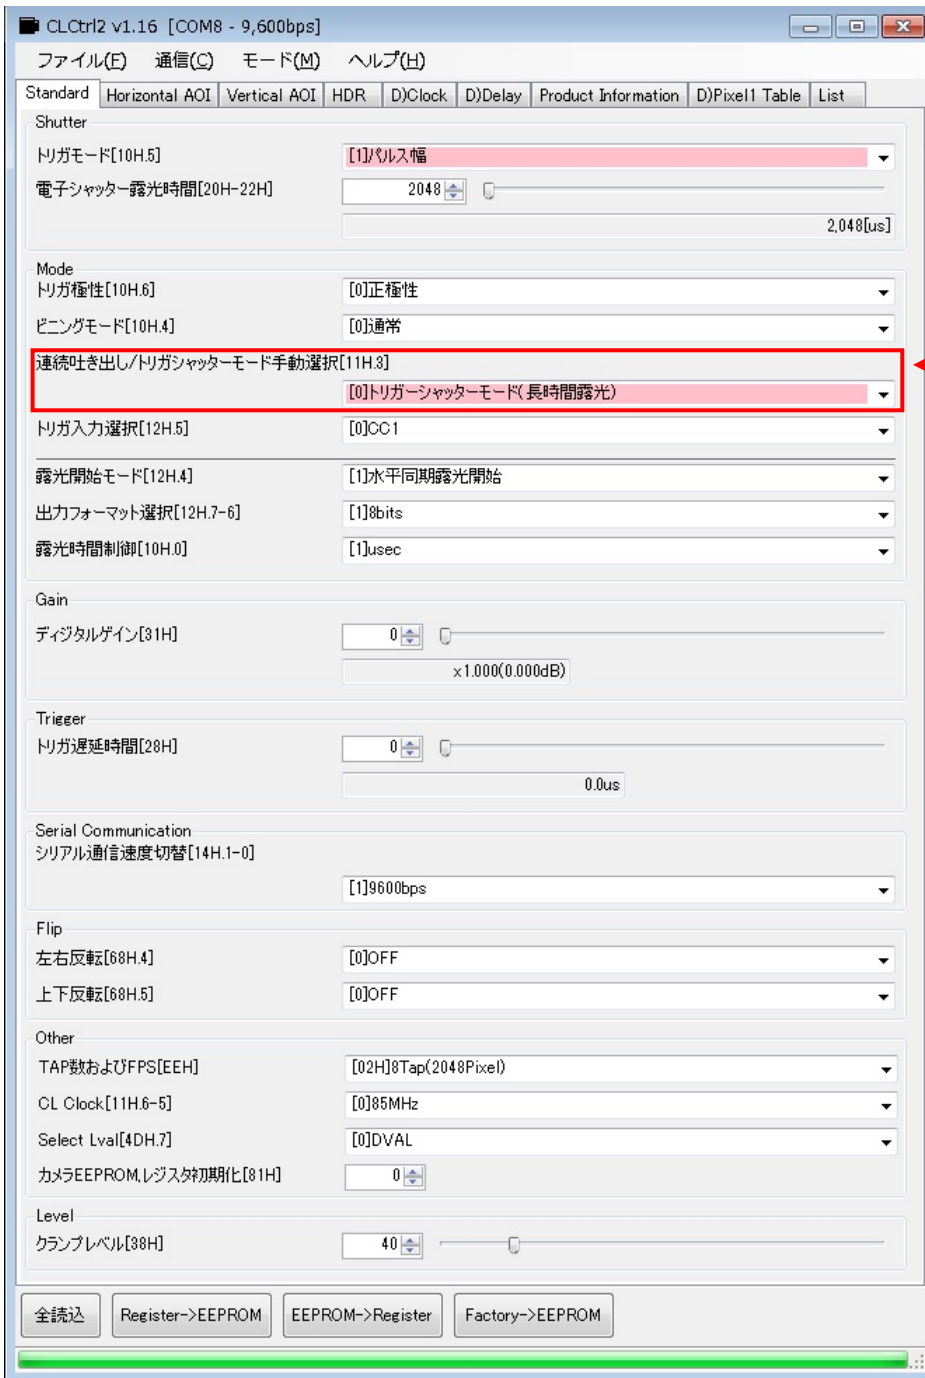 CLCtrl2 v1.16 [COM8 - 9,600bps]
ファイル(F) 通信(C) モード(M) ヘルプ(H)
Standard Horizontal AOI Vertical AOI HDR D)Clock D)Delay Product Information D)Pixel1 Table List
Shutter
トリガモード[10H.5] [1]パルス幅
電子シャッター露光時間[20H-22H] 2048
2,048[us]
Mode
トリガ極性[10H.6] [0]正極性
ビニングモード[10H.4] [0]通常
連続吐き出し/トリガシャッターモード手動選択[11H.3]
[0]トリガーシャッターモード(長時間露光)
トリガ入力選択[12H.5] [0]CC1
露光開始モード[12H.4] [1]水平同期露光開始
出力フォーマット選択[12H.7-6] [1]8bits
露光時間制御[10H.0] [1]usec
Gain
ディジタルゲイン[31H] 0
x1.000(0.000dB)
Trigger
トリガ遅延時間[28H] 0
0.0us
Serial Communication
シリアル通信速度切替[14H.1-0]
[1]9600bps
Flip
左右反転[68H.4] [0]OFF
上下反転[68H.5] [0]OFF
Other
TAP数およびFPS[EEH] [02H]8Tap(2048Pixel)
CL Clock[11H.6-5] [0]85MHz
Select Lval[4DH.7] [0]DVAL
カメラEEPROM,レジスタ初期化[81H] 0
Level
クランプレベル[38H] 40
全読込 Register->EEPROM EEPROM->Register Factory->EEPROM